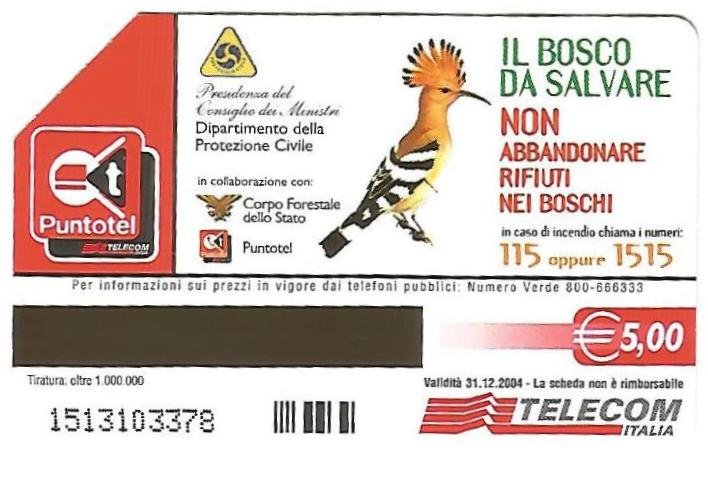 Presidenza del
Consiglio dei Ministri
Dipartimento della
Protezione Civile
in collaborazione con:
Corpo Forestale
dello Stato
Puntotel
t
Puntotel
TELECOM
ITALIA
IL BOSCO
DA SALVARE
NON
ABBANDONARE
RIFIUTI
NEI BOSCHI
in caso di incendio chiama i numeri:
115 oppure 1515
Per informazioni sui prezzi in vigore dai telefoni pubblici: Numero Verde 800-666333
€5,00
Tiratura: oltre 1.000.000
Validità 31.12.2004 - La scheda non è rimborsabile
1513103378
TELECOM
ITALIA